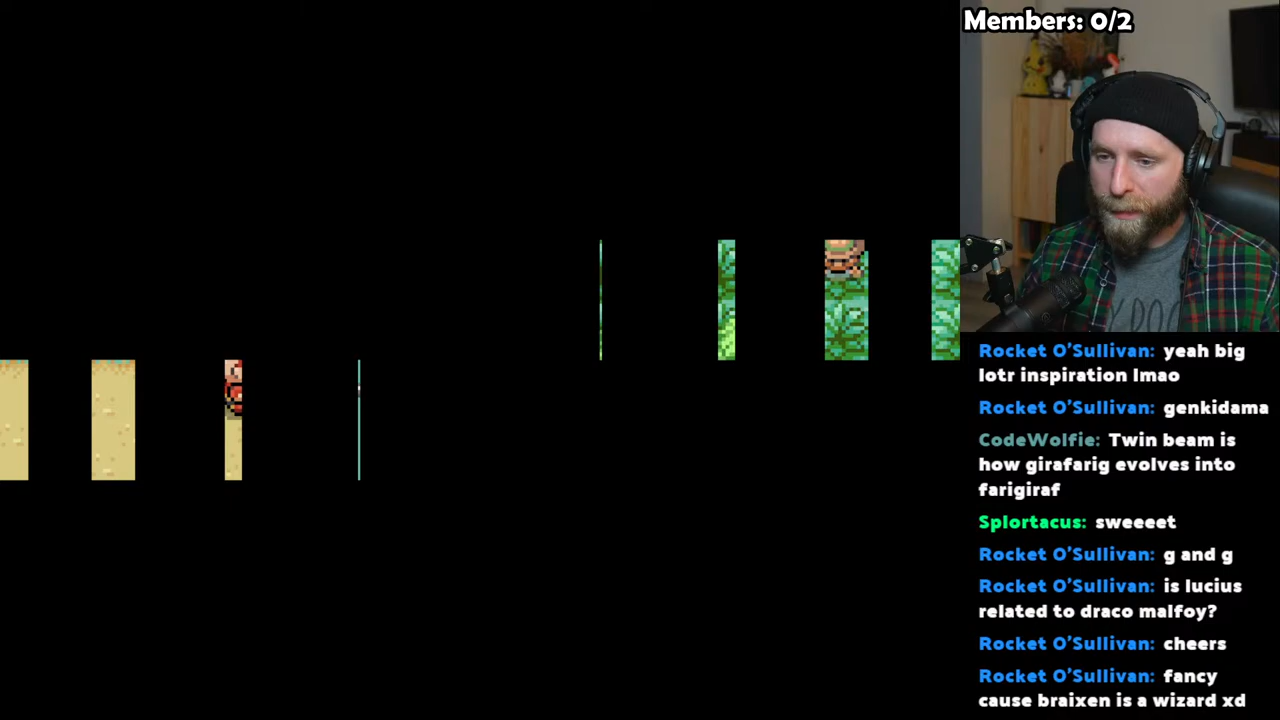 Members: 0/2
Rocket O'Sullivan: yeah big
lotr inspiration lmao
Rocket O'Sullivan: genkidama
CodeWolfie: Twin beam is
how girafarig evolves into
farigiraf
Splortacus: sweeeet
Rocket O'Sullivan: g and g
Rocket O'Sullivan: is lucius
related to draco malfoy?
Rocket O'Sullivan: cheers
Rocket O'Sullivan: fancy
cause braixen is a wizard xd